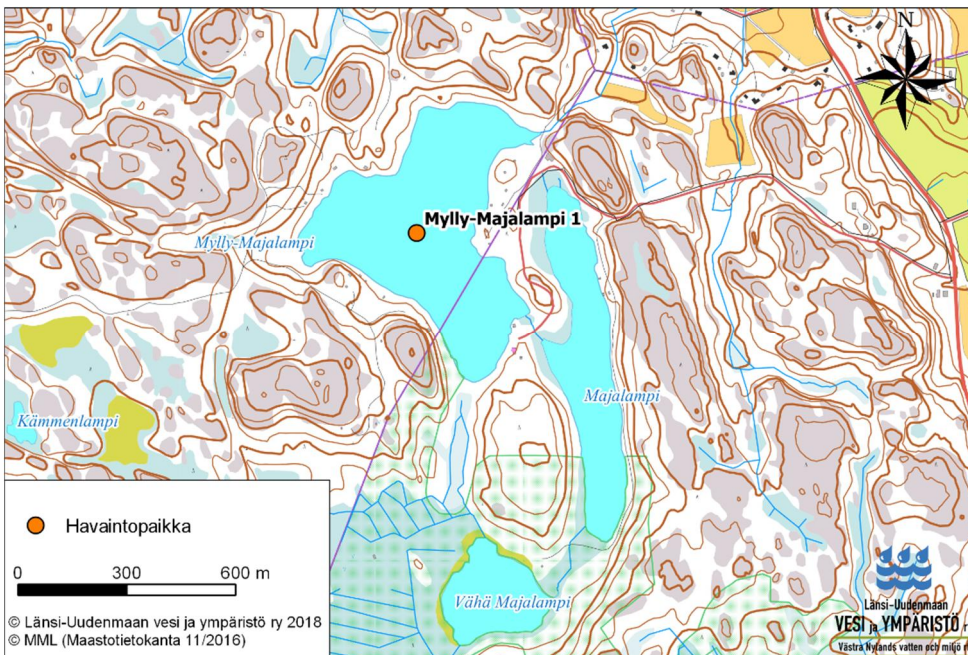 N
Mylly-Majalampi 1
Mylly-Majalampi
Majalampi
Kämmenlampi
Vähä Majalampi
Havaintopaikka
0 300 600 m
© Länsi-Uudenmaan vesi ja ympäristö ry 2018
© MML (Maastotietokanta 11/2016)
Länsi-Uudenmaan
VESI ja YMPÄRISTÖ r
Västra Nylands vatten och miljö r